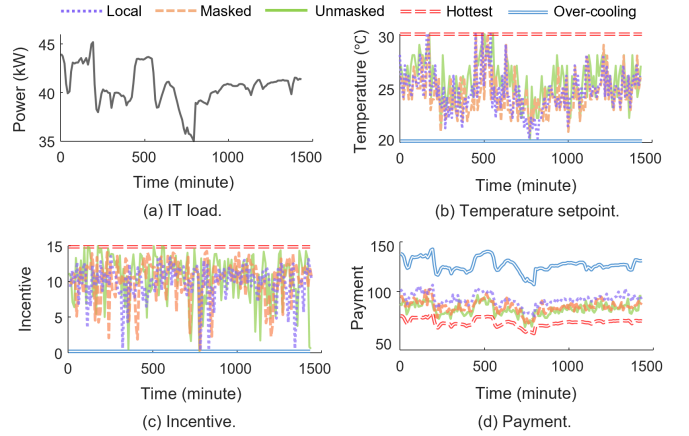 Local Masked Unmasked Hottest Over-cooling
45
40
35
Power (kW)
0 500 1000 1500
Time (minute)
(a) IT load.
30
25
20
Temperature (°C)
0 500 1000 1500
Time (minute)
(b) Temperature setpoint.
15
10
5
0
Incentive
0 500 1000 1500
Time (minute)
(c) Incentive.
150
100
50
Payment
0 500 1000 1500
Time (minute)
(d) Payment.